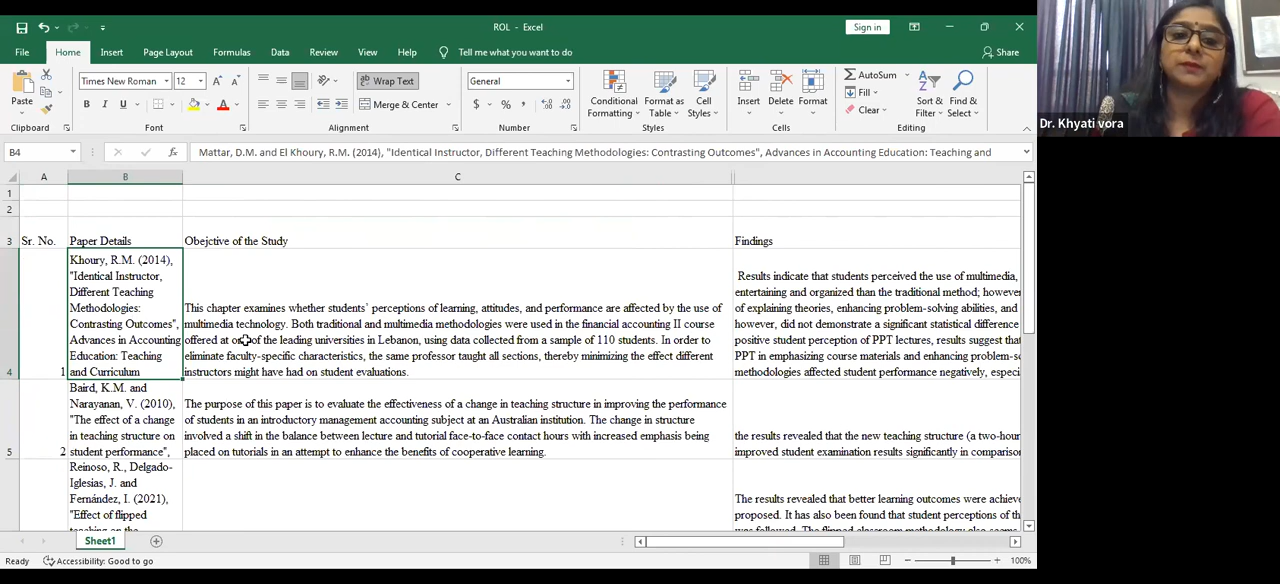 ROL - Excel
Sign in
File Home Insert Page Layout Formulas Data Review View Help Tell me what you want to do Share
Paste
Clipboard
Times New Roman 12
B I U
Font
Wrap Text
Merge & Center
Alignment
General
$ % ,
Number
Conditional Formatting
Format as Table
Cell Styles
Styles
Insert Delete Format
Cells
AutoSum
Fill
Clear
Sort & Filter
Find & Select
Editing
Dr. Khyati vora
B4
fx
Mattar, D.M. and El Khoury, R.M. (2014), "Identical Instructor, Different Teaching Methodologies: Contrasting Outcomes", Advances in Accounting Education: Teaching and
A B C
1
2
3 Sr. No. Paper Details Obejctive of the Study Findings
Khoury, R.M. (2014),
"Identical Instructor,
Different Teaching
Methodologies:
Contrasting Outcomes",
Advances in Accounting
Education: Teaching
and Curriculum
This chapter examines whether students' perceptions of learning, attitudes, and performance are affected by the use of
multimedia technology. Both traditional and multimedia methodologies were used in the financial accounting II course
offered at one of the leading universities in Lebanon, using data collected from a sample of 110 students. In order to
eliminate faculty-specific characteristics, the same professor taught all sections, thereby minimizing the effect different
instructors might have had on student evaluations.
Results indicate that students perceived the use of multimedia,
entertaining and organized than the traditional method; however
of explaining theories, enhancing problem-solving abilities, and
however, did not demonstrate a significant statistical difference
positive student perception of PPT lectures, results suggest tha
PPT in emphasizing course materials and enhancing problem-s
methodologies affected student performance negatively, especi
4 1
Baird, K.M. and
Narayanan, V. (2010),
"The effect of a change
in teaching structure on
student performance",
The purpose of this paper is to evaluate the effectiveness of a change in teaching structure in improving the performance
of students in an introductory management accounting subject at an Australian institution. The change in structure
involved a shift in the balance between lecture and tutorial face-to-face contact hours with increased emphasis being
placed on tutorials in an attempt to enhance the benefits of cooperative learning.
the results revealed that the new teaching structure (a two-hour
improved student examination results significantly in comparison
5 2
Reinoso, R., Delgado-
Iglesias, J. and
Fernández, I. (2021),
"Effect of flipped
The results revealed that better learning outcomes were achieve
proposed. It has also been found that student perceptions of th
Sheet1
Ready Accessibility: Good to go 100%